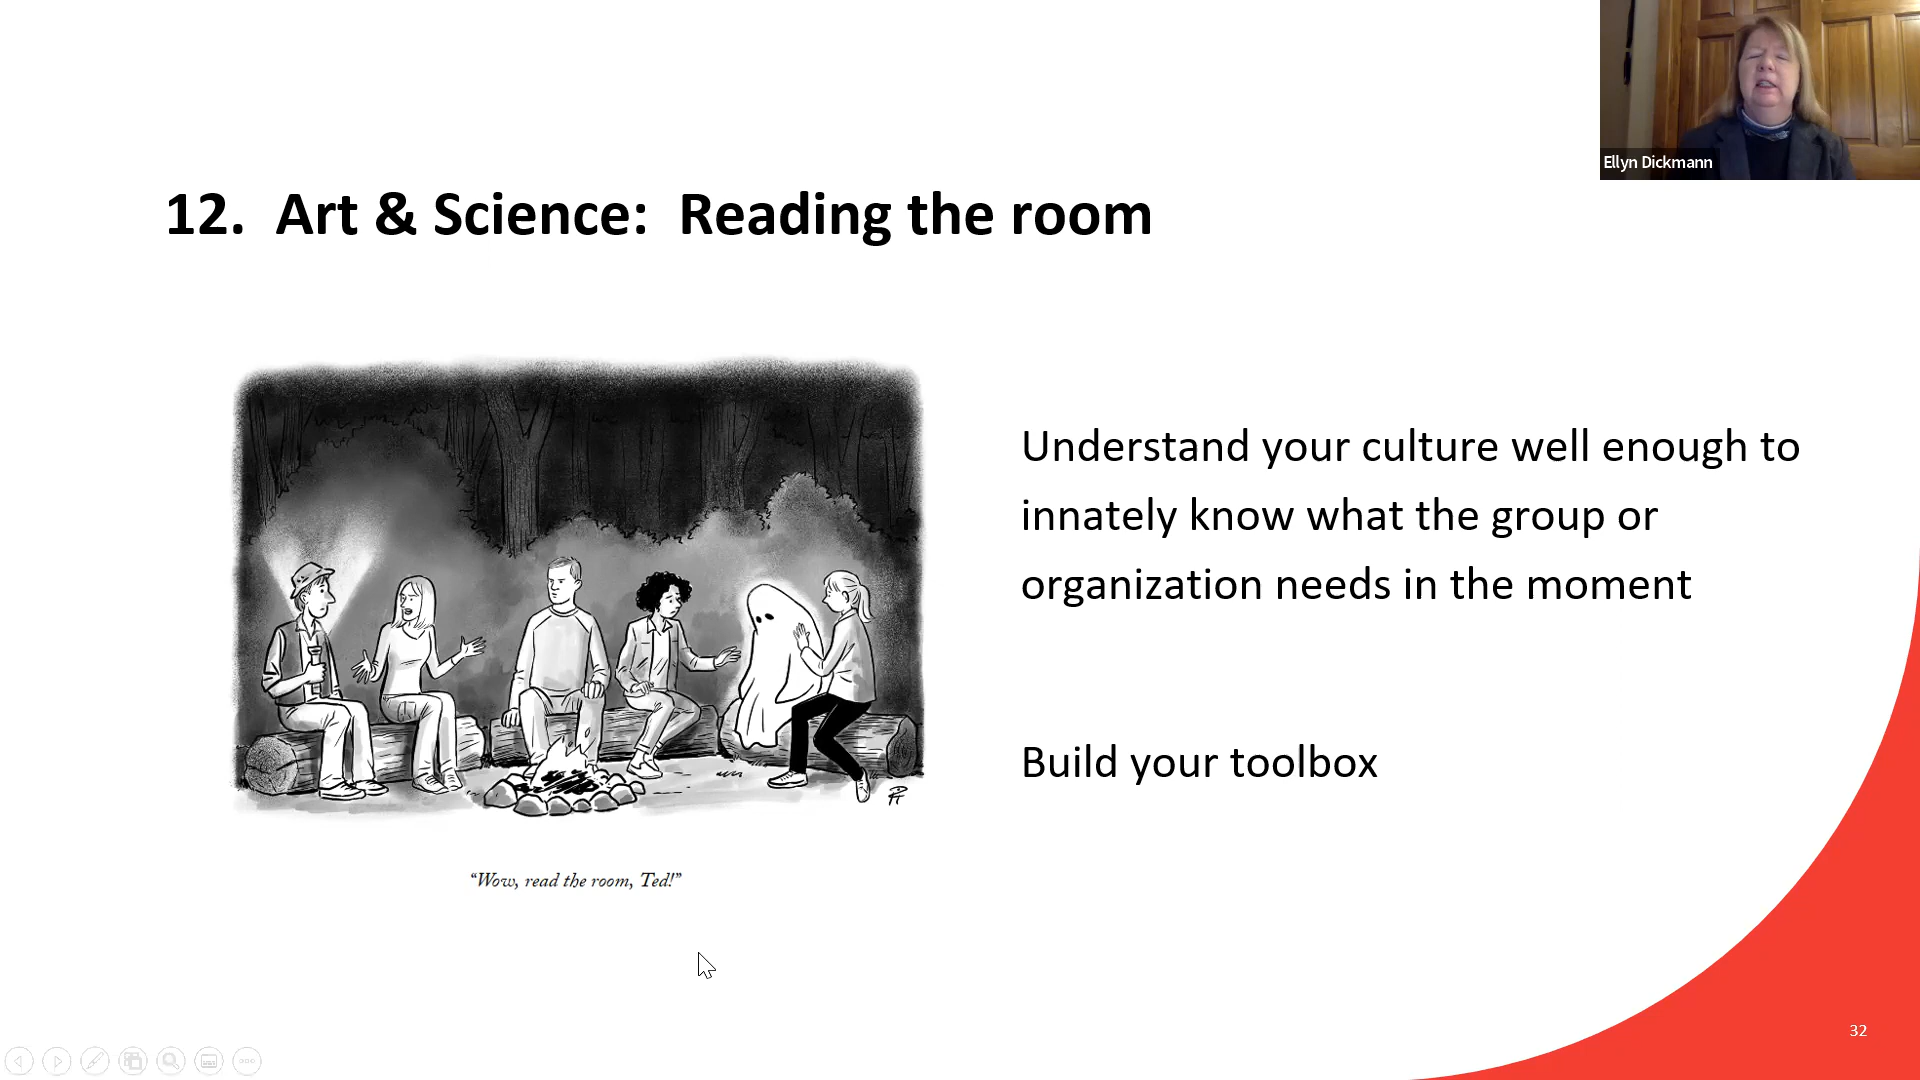 Ellyn Dickmann
12. Art & Science: Reading the room
Understand your culture well enough to
innately know what the group or
organization needs in the moment
Build your toolbox
“Wow, read the room, Ted!”
32